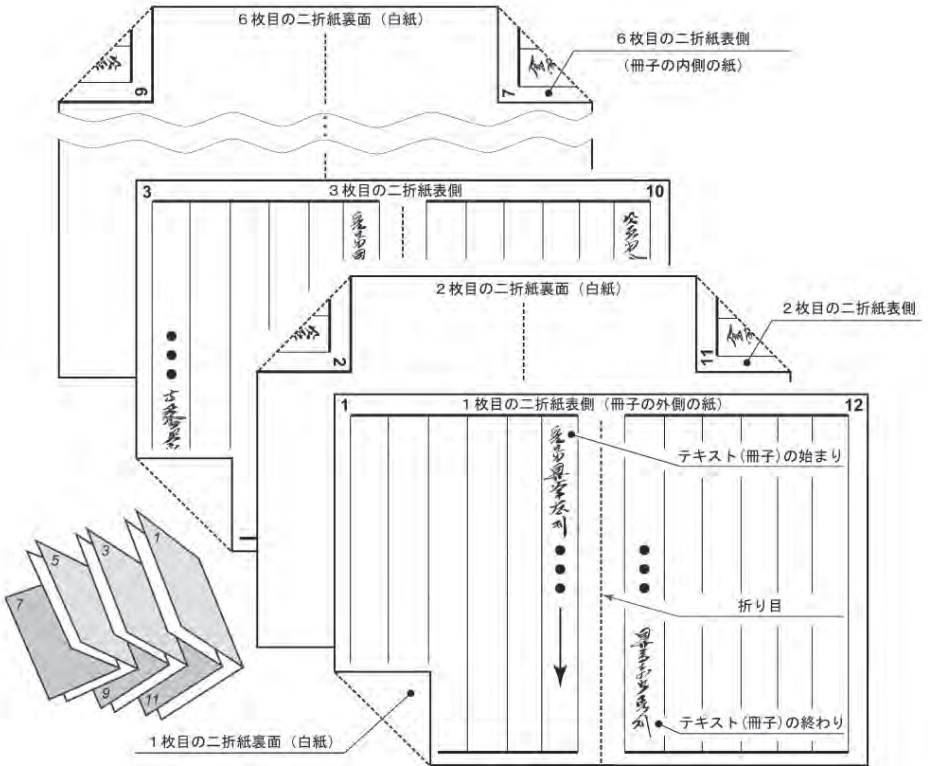 6枚目の二折紙裏面（白紙）
6枚目の二折紙表側
（冊子の内側の紙）
6
7
3
3枚目の二折紙表側
10
2枚目の二折紙裏面（白紙）
2枚目の二折紙表側
2
11
1
1枚目の二折紙表側（冊子の外側の紙）
12
テキスト（冊子）の始まり
折り目
テキスト（冊子）の終わり
1枚目の二折紙裏面（白紙）
1
3
5
7
9
11